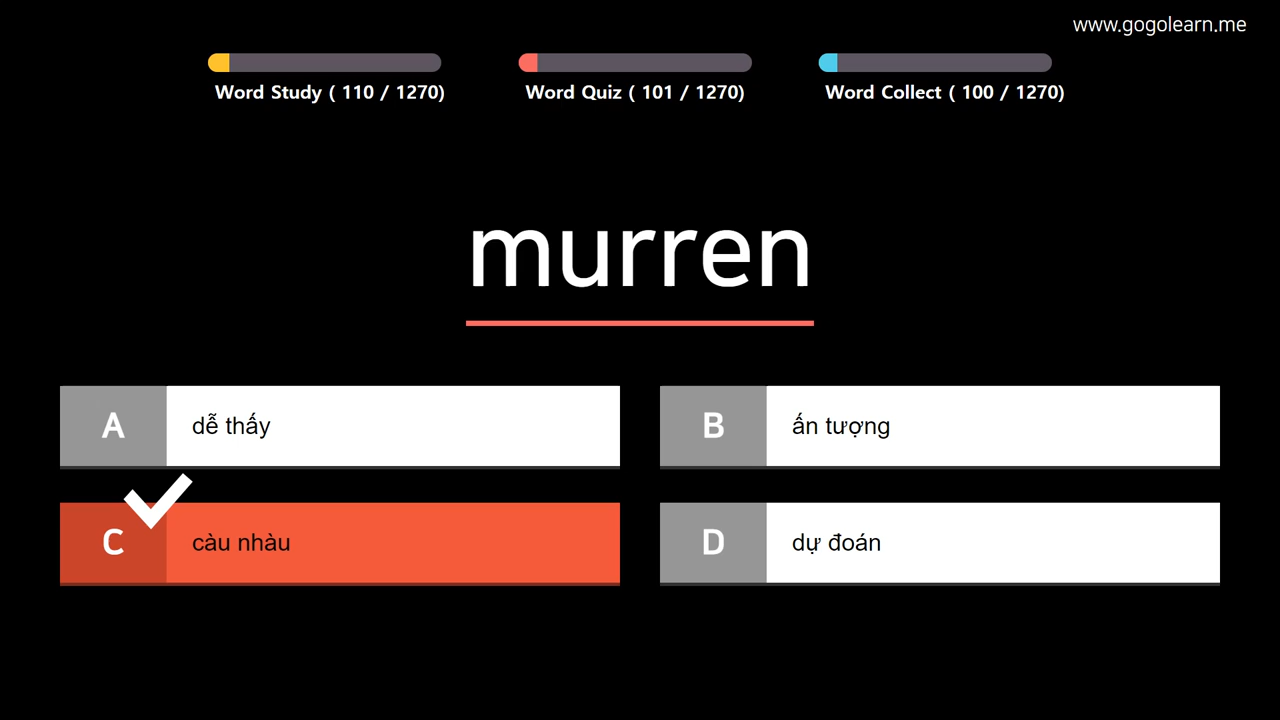 www.gogolearn.me
Word Study ( 110 / 1270)
Word Quiz ( 101 / 1270)
Word Collect ( 100 / 1270)
murren
A
dễ thấy
B
ấn tượng
C
càu nhàu
D
dự đoán